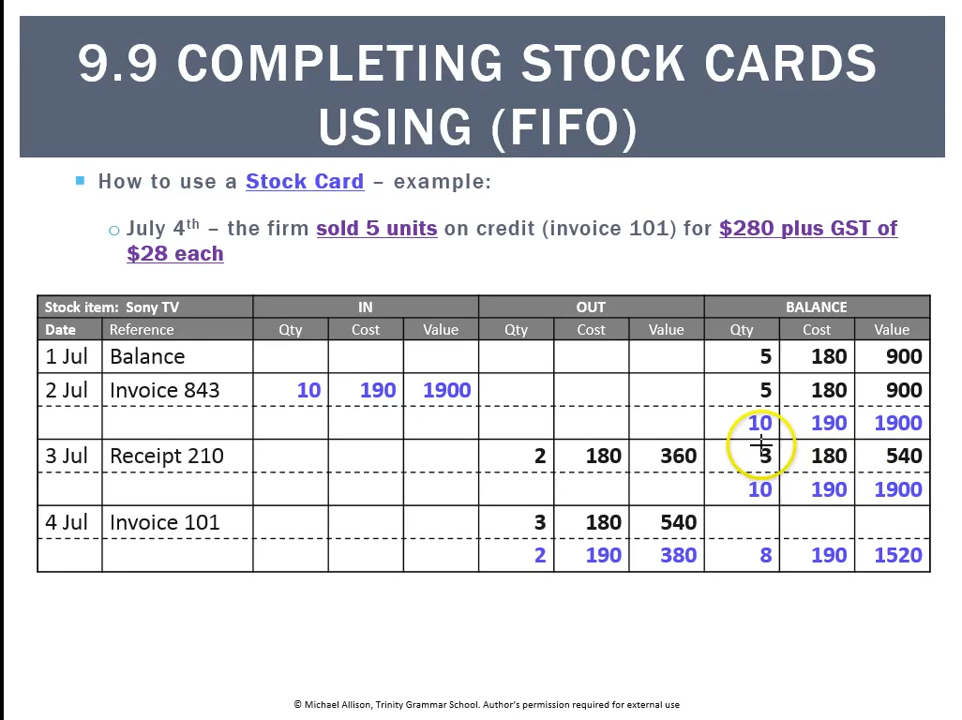 9.9 COMPLETING STOCK CARDS
USING (FIFO)
How to use a Stock Card – example:
July 4th – the firm sold 5 units on credit (invoice 101) for $280 plus GST of
$28 each
Stock item: Sony TV IN OUT BALANCE
Date Reference Qty Cost Value Qty Cost Value Qty Cost Value
1 Jul Balance 5 180 900
2 Jul Invoice 843 10 190 1900 5 180 900
10 190 1900
3 Jul Receipt 210 2 180 360 3 180 540
10 190 1900
4 Jul Invoice 101 3 180 540
2 190 380 8 190 1520
© Michael Allison, Trinity Grammar School. Author's permission required for external use